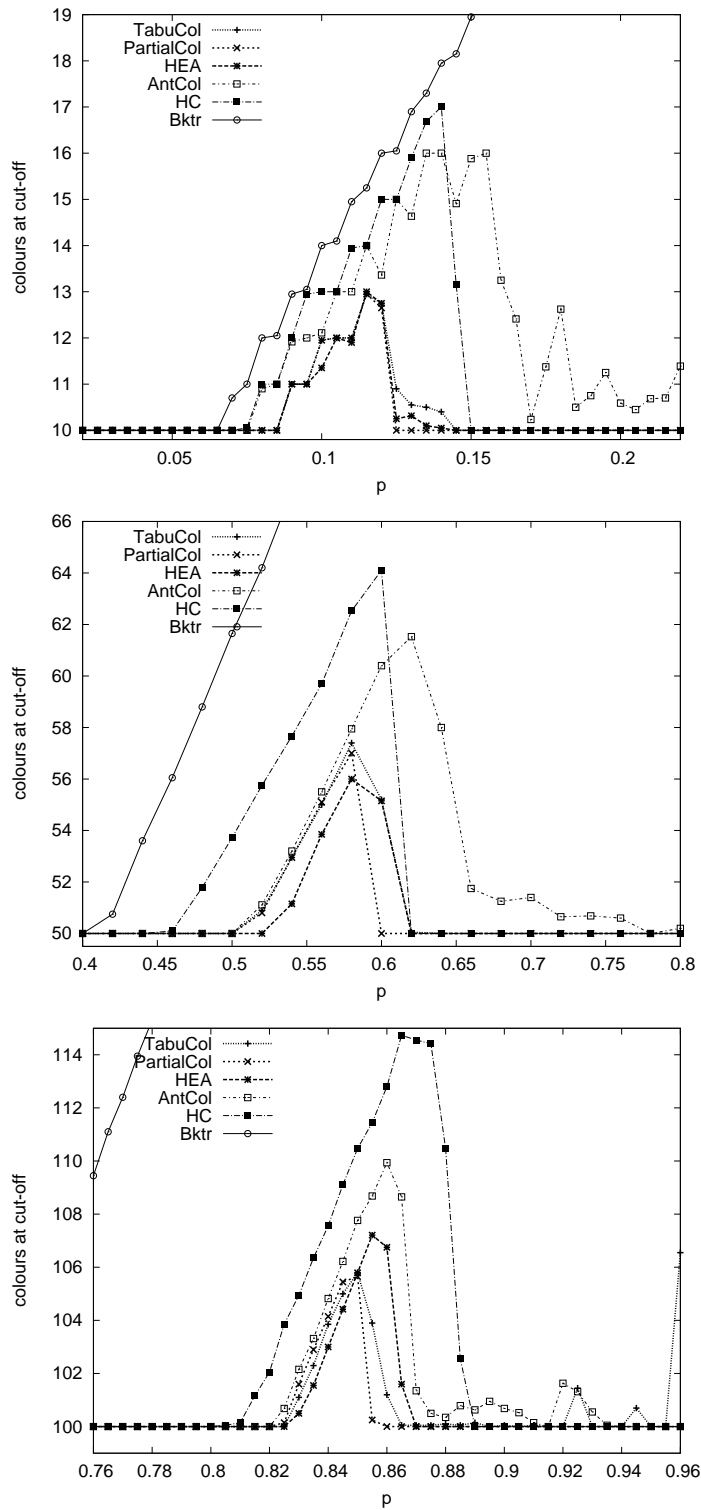 19
18
17
16
15
14
13
12
11
10
colours at cut-off
TabuCol
PartialCol
HEA
AntCol
HC
Bktr
0.05 0.1 0.15 0.2
p
66
64
62
60
58
56
54
52
50
colours at cut-off
TabuCol
PartialCol
HEA
AntCol
HC
Bktr
0.4 0.45 0.5 0.55 0.6 0.65 0.7 0.75 0.8
p
114
112
110
108
106
104
102
100
colours at cut-off
TabuCol
PartialCol
HEA
AntCol
HC
Bktr
0.76 0.78 0.8 0.82 0.84 0.86 0.88 0.9 0.92 0.94 0.96
p